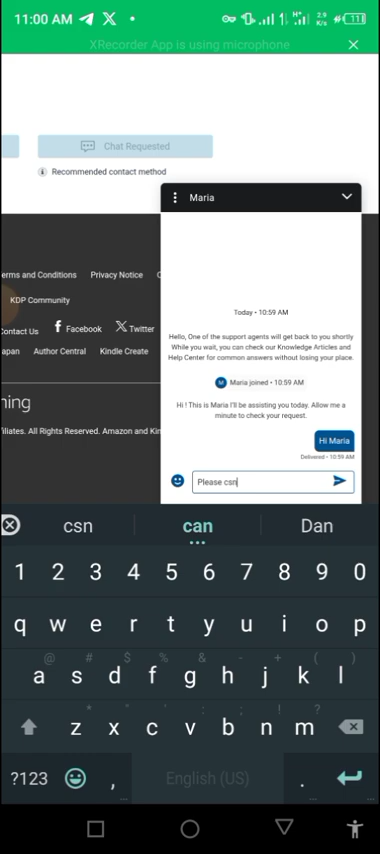 11:00 AM
2.9 K/s
11
XRecorder App is using microphone
Chat Requested
Recommended contact method
Maria
erms and Conditions Privacy Notice
KDP Community
ontact Us Facebook Twitter
apan Author Central Kindle Create
ning
filiates. All Rights Reserved. Amazon and Kin
Today • 10:59 AM
Hello, One of the support agents will get back to you shortly
While you wait, you can check our Knowledge Articles and
Help Center for common answers without losing your place.
M Maria joined • 10:59 AM
Hi ! This is Maria I'll be assisting you today. Allow me a
minute to check your request.
Hi Maria
Delivered • 10:59 AM
Please csn
csn can Dan
1 2 3 4 5 6 7 8 9 0
q w e r t y u i o p
@ # $ % & - + ( )
a s d f g h j k l
* " ' : ; ! ?
z x c v b n m
?123 , English (US) .